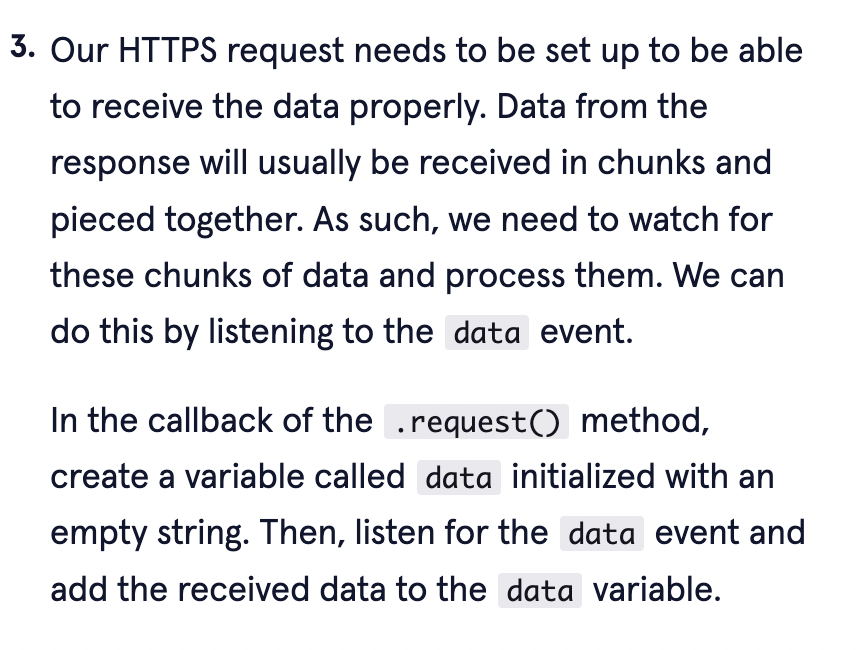 3. Our HTTPS request needs to be set up to be able
to receive the data properly. Data from the
response will usually be received in chunks and
pieced together. As such, we need to watch for
these chunks of data and process them. We can
do this by listening to the data event.
In the callback of the .request() method,
create a variable called data initialized with an
empty string. Then, listen for the data event and
add the received data to the data variable.